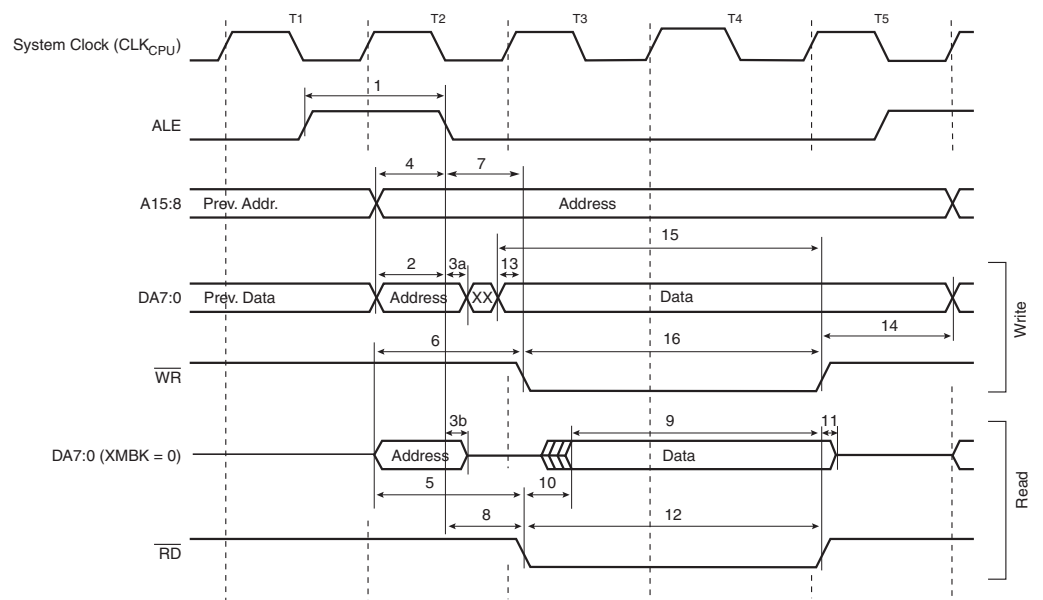 T1 T2 T3 T4 T5
System Clock (CLKCPU)
1
ALE
4 7
A15:8 Prev. Addr. Address
15
2 3a 13
DA7:0 Prev. Data Address XX Data
14
6 16
WR
Write
3b 9 11
DA7:0 (XMBK = 0) Address Data
5 10
8 12
RD
Read